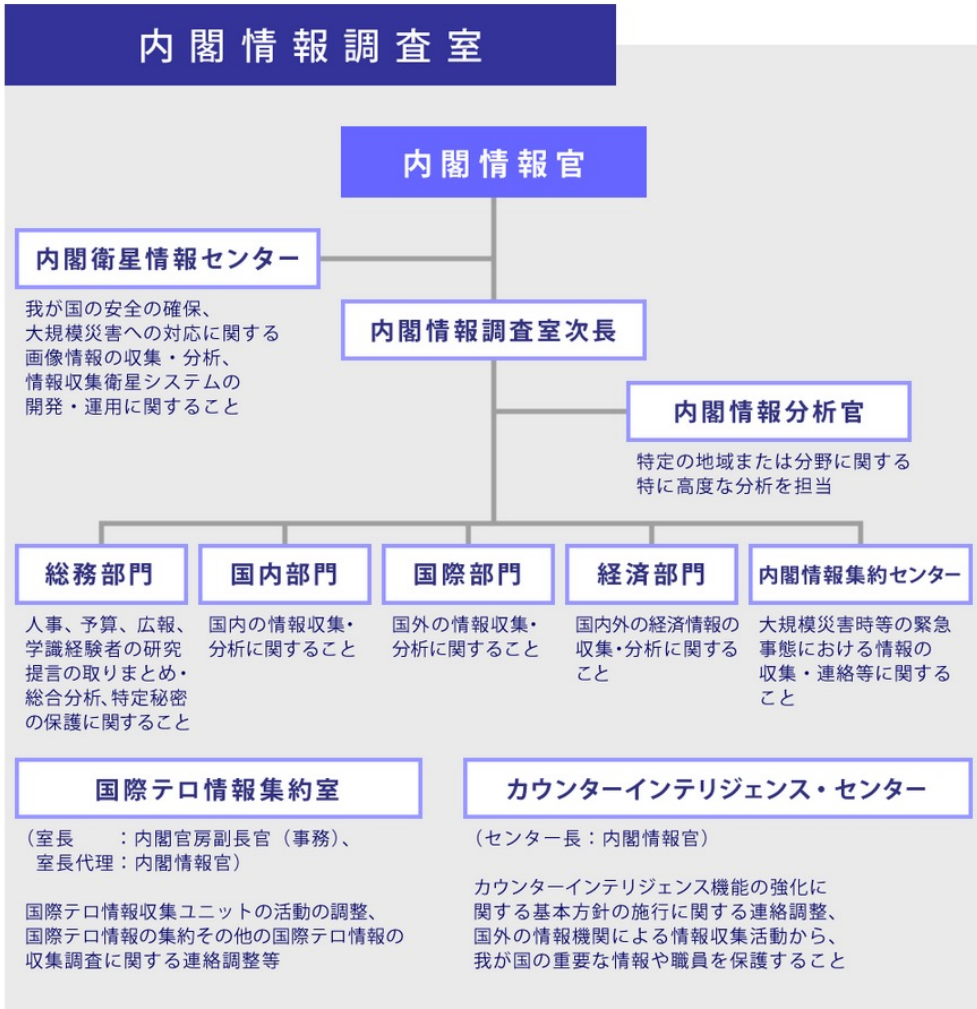 内閣情報調査室
内閣情報官
内閣衛星情報センター
我が国の安全の確保、
大規模災害への対応に関する
画像情報の収集・分析、
情報収集衛星システムの
開発・運用に関すること
内閣情報調査室次長
内閣情報分析官
特定の地域または分野に関する
特に高度な分析を担当
総務部門
人事、予算、広報、
学識経験者の研究
提言の取りまとめ・
総合分析、特定秘密
の保護に関すること
国内部門
国内の情報収集・
分析に関すること
国際部門
国外の情報収集・
分析に関すること
経済部門
国内外の経済情報の
収集・分析に関する
こと
内閣情報集約センター
大規模災害時等の緊急
事態における情報の
収集・連絡等に関する
こと
国際テロ情報集約室
（室長　　：内閣官房副長官（事務）、
室長代理：内閣情報官）
国際テロ情報収集ユニットの活動の調整、
国際テロ情報の集約その他の国際テロ情報の
収集調査に関する連絡調整等
カウンターインテリジェンス・センター
（センター長：内閣情報官）
カウンターインテリジェンス機能の強化に
関する基本方針の施行に関する連絡調整、
国外の情報機関による情報収集活動から、
我が国の重要な情報や職員を保護すること